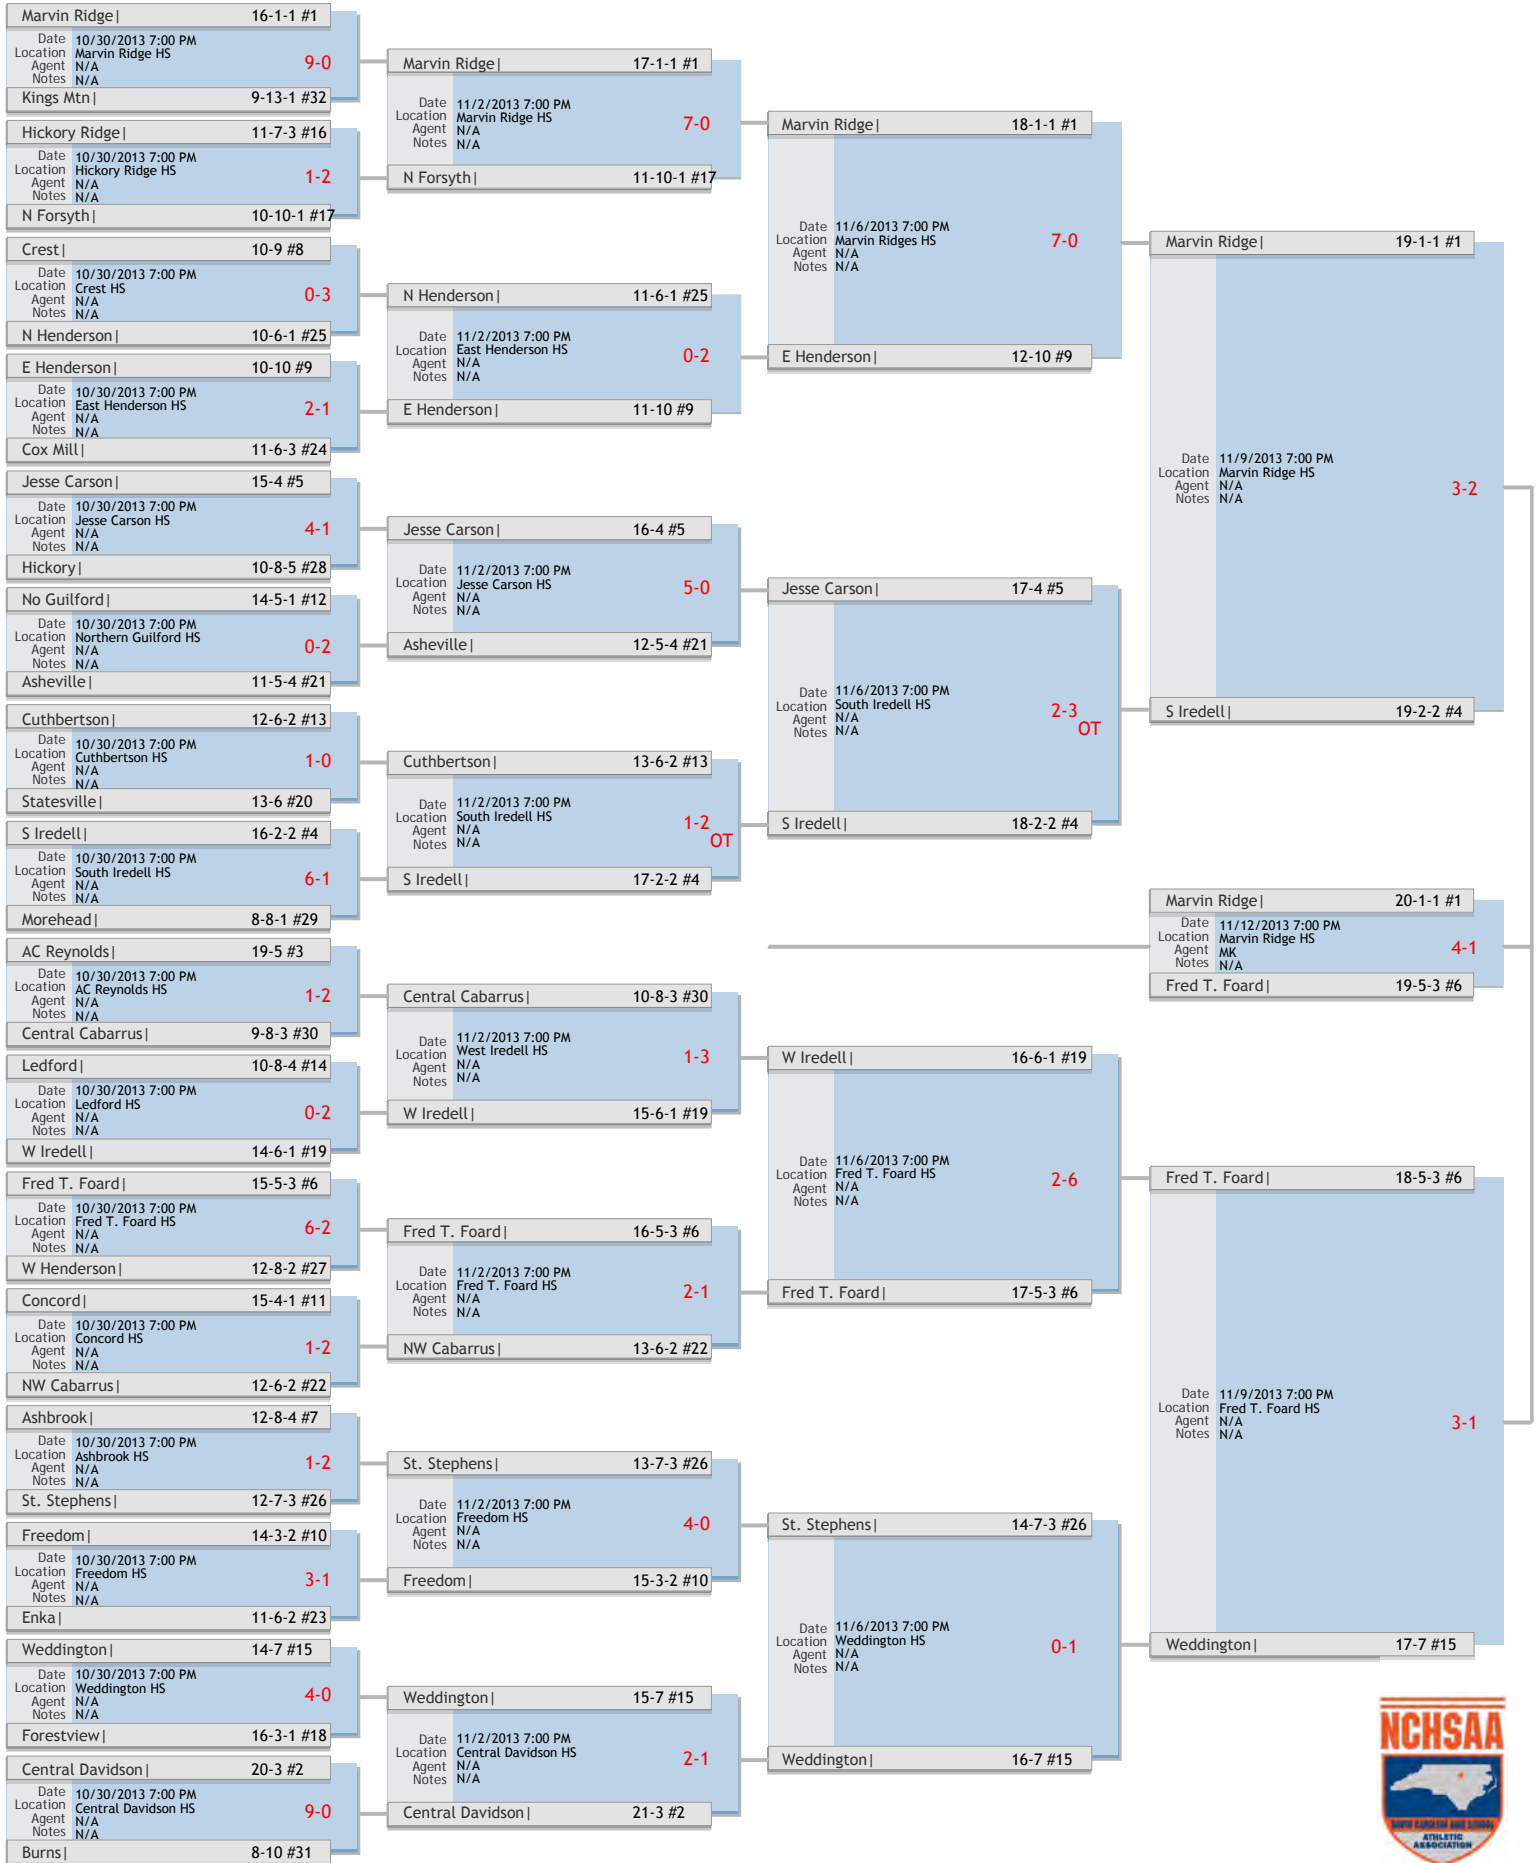 Marvin Ridge| 16-1-1 #1
Date 10/30/2013 7:00 PM
Location Marvin Ridge HS
Agent N/A
Notes N/A
9-0
Kings Mtn| 9-13-1 #32
Hickory Ridge| 11-7-3 #16
Date 10/30/2013 7:00 PM
Location Hickory Ridge HS
Agent N/A
Notes N/A
1-2
N Forsyth| 10-10-1 #17
Crest| 10-9 #8
Date 10/30/2013 7:00 PM
Location Crest HS
Agent N/A
Notes N/A
0-3
N Henderson| 10-6-1 #25
E Henderson| 10-10 #9
Date 10/30/2013 7:00 PM
Location East Henderson HS
Agent N/A
Notes N/A
2-1
Cox Mill| 11-6-3 #24
Jesse Carson| 15-4 #5
Date 10/30/2013 7:00 PM
Location Jesse Carson HS
Agent N/A
Notes N/A
4-1
Hickory| 10-8-5 #28
No Guilford| 14-5-1 #12
Date 10/30/2013 7:00 PM
Location Northern Guilford HS
Agent N/A
Notes N/A
0-2
Asheville| 11-5-4 #21
Cuthbertson| 12-6-2 #13
Date 10/30/2013 7:00 PM
Location Cuthbertson HS
Agent N/A
Notes N/A
1-0
Statesville| 13-6 #20
S Iredell| 16-2-2 #4
Date 10/30/2013 7:00 PM
Location South Iredell HS
Agent N/A
Notes N/A
6-1
Morehead| 8-8-1 #29
AC Reynolds| 19-5 #3
Date 10/30/2013 7:00 PM
Location AC Reynolds HS
Agent N/A
Notes N/A
1-2
Central Cabarrus| 9-8-3 #30
Ledford| 10-8-4 #14
Date 10/30/2013 7:00 PM
Location Ledford HS
Agent N/A
Notes N/A
0-2
W Iredell| 14-6-1 #19
Fred T. Foard| 15-5-3 #6
Date 10/30/2013 7:00 PM
Location Fred T. Foard HS
Agent N/A
Notes N/A
6-2
W Henderson| 12-8-2 #27
Concord| 15-4-1 #11
Date 10/30/2013 7:00 PM
Location Concord HS
Agent N/A
Notes N/A
1-2
NW Cabarrus| 12-6-2 #22
Ashbrook| 12-8-4 #7
Date 10/30/2013 7:00 PM
Location Ashbrook HS
Agent N/A
Notes N/A
1-2
St. Stephens| 12-7-3 #26
Freedom| 14-3-2 #10
Date 10/30/2013 7:00 PM
Location Freedom HS
Agent N/A
Notes N/A
3-1
Enka| 11-6-2 #23
Weddington| 14-7 #15
Date 10/30/2013 7:00 PM
Location Weddington HS
Agent N/A
Notes N/A
4-0
Forestview| 16-3-1 #18
Central Davidson| 20-3 #2
Date 10/30/2013 7:00 PM
Location Central Davidson HS
Agent N/A
Notes N/A
9-0
Burns| 8-10 #31
Marvin Ridge| 17-1-1 #1
Date 11/2/2013 7:00 PM
Location Marvin Ridge HS
Agent N/A
Notes N/A
7-0
N Forsyth| 11-10-1 #17
N Henderson| 11-6-1 #25
Date 11/2/2013 7:00 PM
Location East Henderson HS
Agent N/A
Notes N/A
0-2
E Henderson| 11-10 #9
Jesse Carson| 16-4 #5
Date 11/2/2013 7:00 PM
Location Jesse Carson HS
Agent N/A
Notes N/A
5-0
Asheville| 12-5-4 #21
Cuthbertson| 13-6-2 #13
Date 11/2/2013 7:00 PM
Location South Iredell HS
Agent N/A
Notes N/A
1-2
OT
S Iredell| 17-2-2 #4
Central Cabarrus| 10-8-3 #30
Date 11/2/2013 7:00 PM
Location West Iredell HS
Agent N/A
Notes N/A
1-3
W Iredell| 15-6-1 #19
Fred T. Foard| 16-5-3 #6
Date 11/2/2013 7:00 PM
Location Fred T. Foard HS
Agent N/A
Notes N/A
2-1
NW Cabarrus| 13-6-2 #22
St. Stephens| 13-7-3 #26
Date 11/2/2013 7:00 PM
Location Freedom HS
Agent N/A
Notes N/A
4-0
Freedom| 15-3-2 #10
Weddington| 15-7 #15
Date 11/2/2013 7:00 PM
Location Central Davidson HS
Agent N/A
Notes N/A
2-1
Central Davidson| 21-3 #2
Marvin Ridge| 18-1-1 #1
Date 11/6/2013 7:00 PM
Location Marvin Ridges HS
Agent N/A
Notes N/A
7-0
E Henderson| 12-10 #9
Jesse Carson| 17-4 #5
Date 11/6/2013 7:00 PM
Location South Iredell HS
Agent N/A
Notes N/A
2-3
OT
S Iredell| 18-2-2 #4
W Iredell| 16-6-1 #19
Date 11/6/2013 7:00 PM
Location Fred T. Foard HS
Agent N/A
Notes N/A
2-6
Fred T. Foard| 17-5-3 #6
St. Stephens| 14-7-3 #26
Date 11/6/2013 7:00 PM
Location Weddington HS
Agent N/A
Notes N/A
0-1
Weddington| 16-7 #15
Marvin Ridge| 19-1-1 #1
Date 11/9/2013 7:00 PM
Location Marvin Ridge HS
Agent N/A
Notes N/A
3-2
S Iredell| 19-2-2 #4
Marvin Ridge| 20-1-1 #1
Date 11/12/2013 7:00 PM
Location Marvin Ridge HS
Agent MK
Notes N/A
4-1
Fred T. Foard| 19-5-3 #6
Fred T. Foard| 18-5-3 #6
Date 11/9/2013 7:00 PM
Location Fred T. Foard HS
Agent N/A
Notes N/A
3-1
Weddington| 17-7 #15
NCHSAA
NORTH CAROLINA HIGH SCHOOL
ATHLETIC
ASSOCIATION